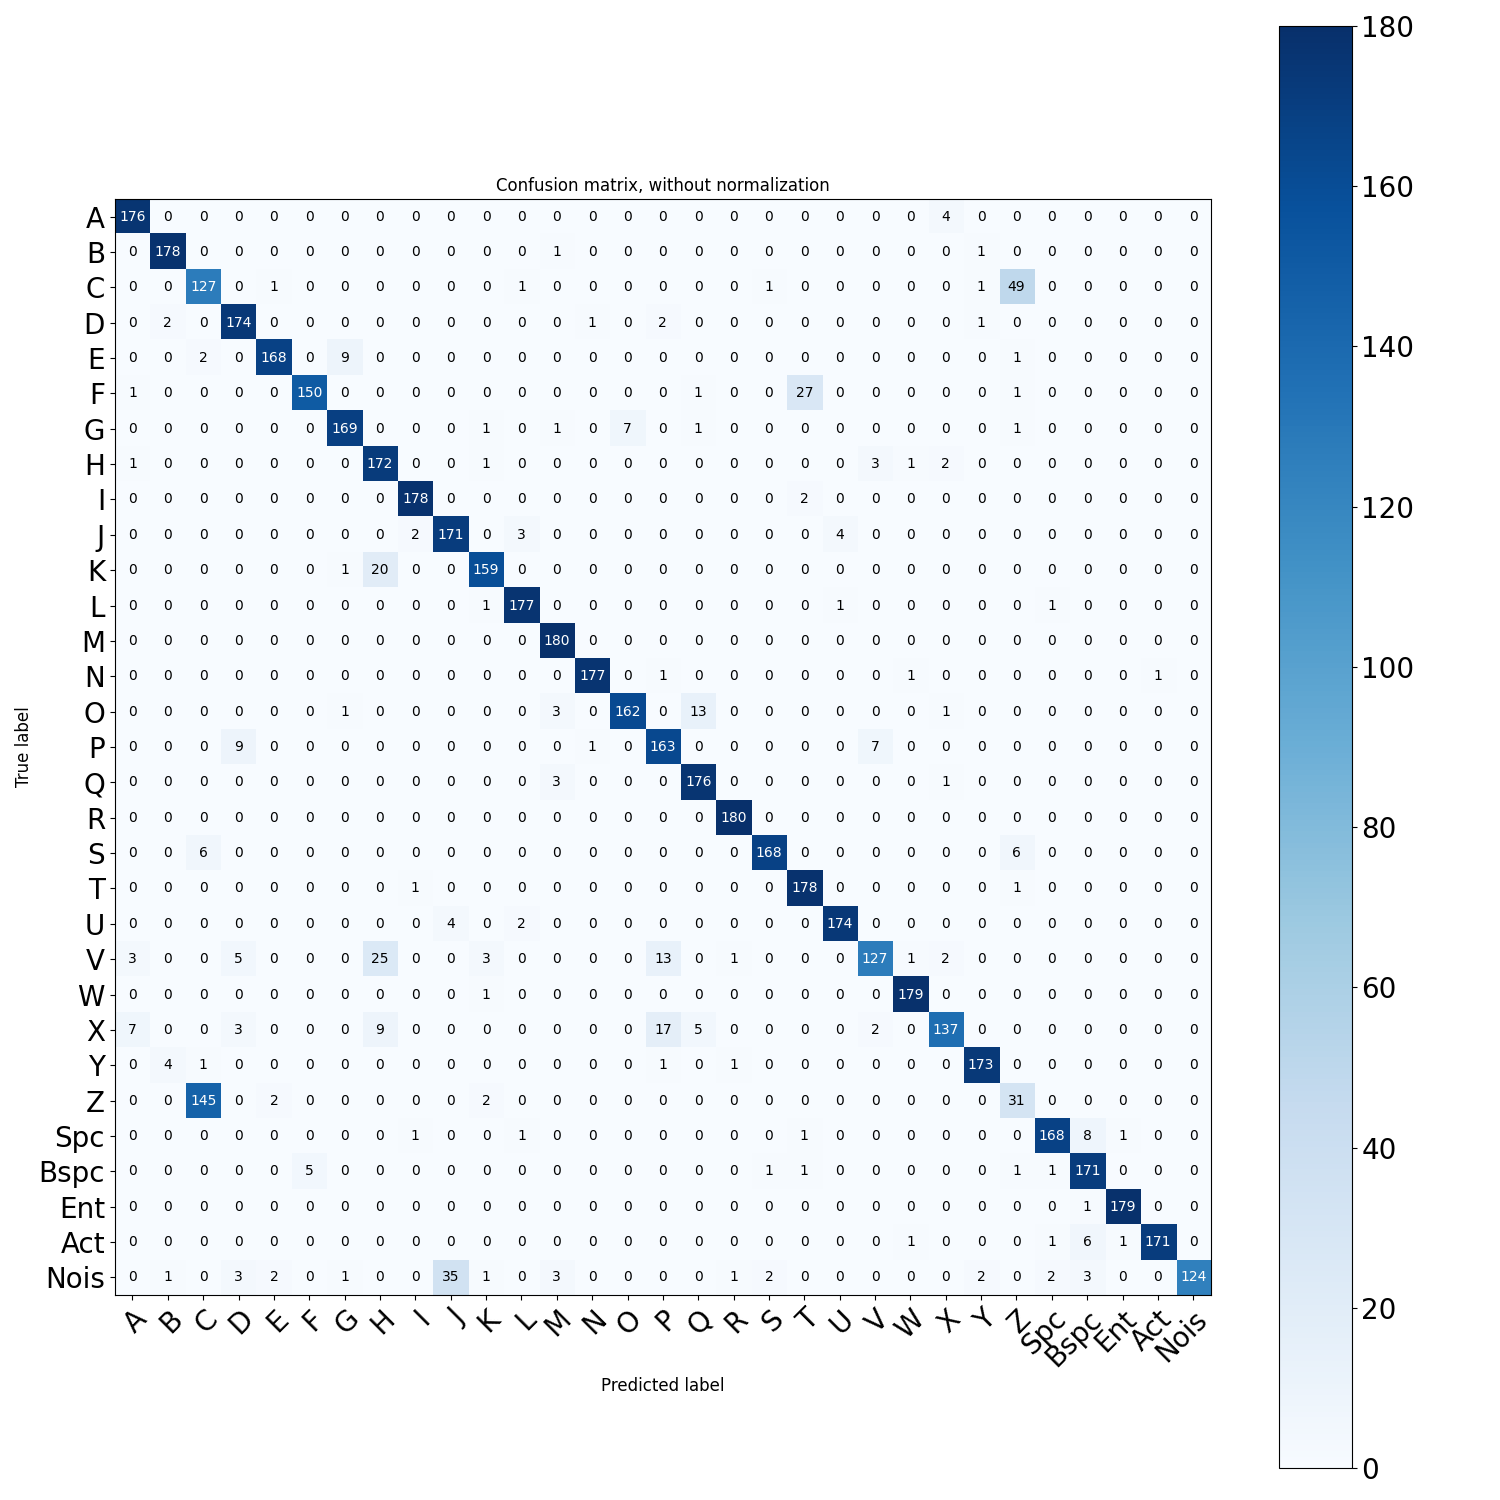 Confusion matrix, without normalization
A 176 0 0 0 0 0 0 0 0 0 0 0 0 0 0 0 0 0 0 0 0 0 0 4 0 0 0 0 0 0 0
B 0 178 0 0 0 0 0 0 0 0 0 0 1 0 0 0 0 0 0 0 0 0 0 0 1 0 0 0 0 0 0
C 0 0 127 0 1 0 0 0 0 0 0 1 0 0 0 0 0 0 1 0 0 0 0 0 1 49 0 0 0 0 0
D 0 2 0 174 0 0 0 0 0 0 0 0 0 1 0 2 0 0 0 0 0 0 0 0 1 0 0 0 0 0 0
E 0 0 2 0 168 0 9 0 0 0 0 0 0 0 0 0 0 0 0 0 0 0 0 0 0 1 0 0 0 0 0
F 1 0 0 0 0 150 0 0 0 0 0 0 0 0 0 0 1 0 0 27 0 0 0 0 0 1 0 0 0 0 0
G 0 0 0 0 0 0 169 0 0 0 1 0 1 0 7 0 1 0 0 0 0 0 0 0 0 1 0 0 0 0 0
H 1 0 0 0 0 0 0 172 0 0 1 0 0 0 0 0 0 0 0 0 0 3 1 2 0 0 0 0 0 0 0
I 0 0 0 0 0 0 0 0 178 0 0 0 0 0 0 0 0 0 0 2 0 0 0 0 0 0 0 0 0 0 0
J 0 0 0 0 0 0 0 0 2 171 0 3 0 0 0 0 0 0 0 0 4 0 0 0 0 0 0 0 0 0 0
K 0 0 0 0 0 0 1 20 0 0 159 0 0 0 0 0 0 0 0 0 0 0 0 0 0 0 0 0 0 0 0
L 0 0 0 0 0 0 0 0 0 0 1 177 0 0 0 0 0 0 0 0 1 0 0 0 0 0 1 0 0 0 0
M 0 0 0 0 0 0 0 0 0 0 0 0 180 0 0 0 0 0 0 0 0 0 0 0 0 0 0 0 0 0 0
N 0 0 0 0 0 0 0 0 0 0 0 0 0 177 0 1 0 0 0 0 0 0 1 0 0 0 0 0 0 1 0
O 0 0 0 0 0 0 1 0 0 0 0 0 3 0 162 0 13 0 0 0 0 0 0 1 0 0 0 0 0 0 0
P 0 0 0 9 0 0 0 0 0 0 0 0 0 1 0 163 0 0 0 0 0 7 0 0 0 0 0 0 0 0 0
Q 0 0 0 0 0 0 0 0 0 0 0 0 3 0 0 0 176 0 0 0 0 0 0 1 0 0 0 0 0 0 0
R 0 0 0 0 0 0 0 0 0 0 0 0 0 0 0 0 0 180 0 0 0 0 0 0 0 0 0 0 0 0 0
S 0 0 6 0 0 0 0 0 0 0 0 0 0 0 0 0 0 0 168 0 0 0 0 0 0 6 0 0 0 0 0
T 0 0 0 0 0 0 0 0 1 0 0 0 0 0 0 0 0 0 0 178 0 0 0 0 0 1 0 0 0 0 0
U 0 0 0 0 0 0 0 0 0 4 0 2 0 0 0 0 0 0 0 0 174 0 0 0 0 0 0 0 0 0 0
V 3 0 0 5 0 0 0 25 0 0 3 0 0 0 0 13 0 1 0 0 0 127 1 2 0 0 0 0 0 0 0
W 0 0 0 0 0 0 0 0 0 0 1 0 0 0 0 0 0 0 0 0 0 0 179 0 0 0 0 0 0 0 0
X 7 0 0 3 0 0 0 9 0 0 0 0 0 0 0 17 5 0 0 0 0 2 0 137 0 0 0 0 0 0 0
Y 0 4 1 0 0 0 0 0 0 0 0 0 0 0 0 1 0 1 0 0 0 0 0 0 173 0 0 0 0 0 0
Z 0 0 145 0 2 0 0 0 0 0 2 0 0 0 0 0 0 0 0 0 0 0 0 0 0 31 0 0 0 0 0
Spc 0 0 0 0 0 0 0 0 1 0 0 1 0 0 0 0 0 0 0 1 0 0 0 0 0 0 168 8 1 0 0
Bspc 0 0 0 0 0 5 0 0 0 0 0 0 0 0 0 0 0 0 1 1 0 0 0 0 0 1 1 171 0 0 0
Ent 0 0 0 0 0 0 0 0 0 0 0 0 0 0 0 0 0 0 0 0 0 0 0 0 0 0 0 1 179 0 0
Act 0 0 0 0 0 0 0 0 0 0 0 0 0 0 0 0 0 0 0 0 0 0 1 0 0 0 1 6 1 171 0
Nois 0 1 0 3 2 0 1 0 0 35 1 0 3 0 0 0 0 1 2 0 0 0 0 0 2 0 2 3 0 0 124
A B C D E F G H I J K L M N O P Q R S T U V W X Y Z Spc Bspc Ent Act Nois
Predicted label
True label
180
160
140
120
100
80
60
40
20
0